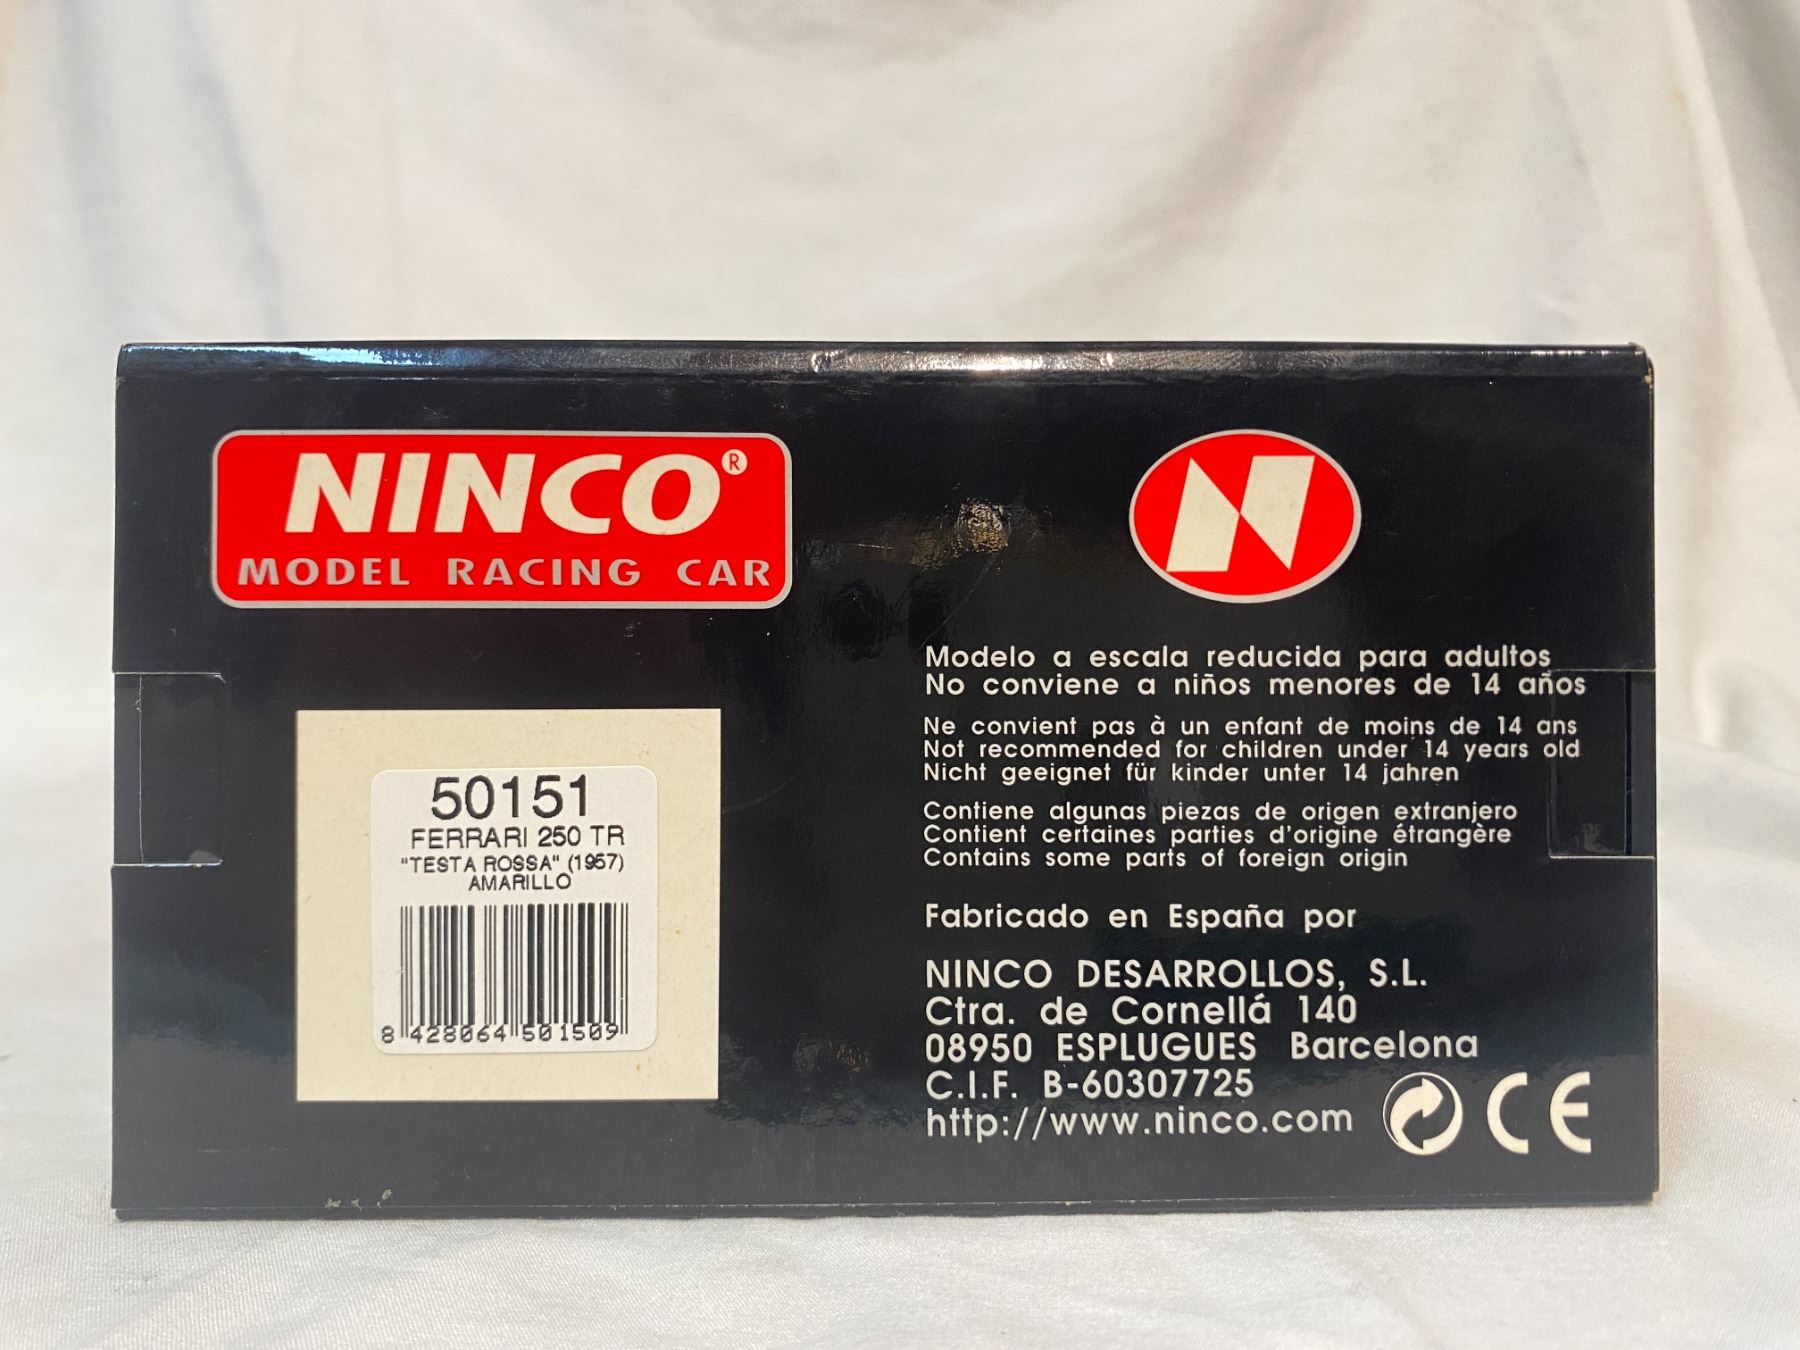 NINCO®
MODEL RACING CAR
N
50151
FERRARI 250 TR
"TESTA ROSSA" (1957)
AMARILLO
8 428064 501509
Modelo a escala reducida para adultos
No conviene a niños menores de 14 años
Ne convient pas à un enfant de moins de 14 ans
Not recommended for children under 14 years old
Nicht geeignet für kinder unter 14 jahren
Contiene algunas piezas de origen extranjero
Contient certaines parties d'origine étrangère
Contains some parts of foreign origin
Fabricado en España por
NINCO DESARROLLOS, S.L.
Ctra. de Cornellá 140
08950 ESPLUGUES Barcelona
C.I.F. B-60307725
http://www.ninco.com
CE